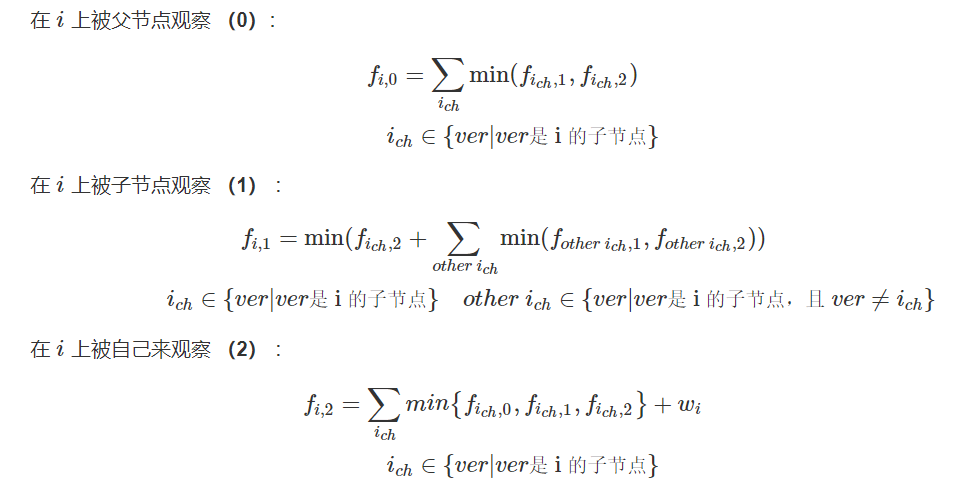 在 i 上被父节点观察 （0）：
f_{i,0} = \sum_{i_{ch}} \min(f_{i_{ch},1}, f_{i_{ch},2})
i_{ch} ∈ {ver|ver是 i 的子节点}
在 i 上被子节点观察 （1）：
f_{i,1} = \min(f_{i_{ch},2} + \sum_{other i_{ch}} \min(f_{other i_{ch},1}, f_{other i_{ch},2}))
i_{ch} ∈ {ver|ver是 i 的子节点} other i_{ch} ∈ {ver|ver是 i 的子节点，且 ver ≠ i_{ch}}
在 i 上被自己来观察 （2）：
f_{i,2} = \sum_{i_{ch}} min{f_{i_{ch},0}, f_{i_{ch},1}, f_{i_{ch},2}} + w_i
i_{ch} ∈ {ver|ver是 i 的子节点}